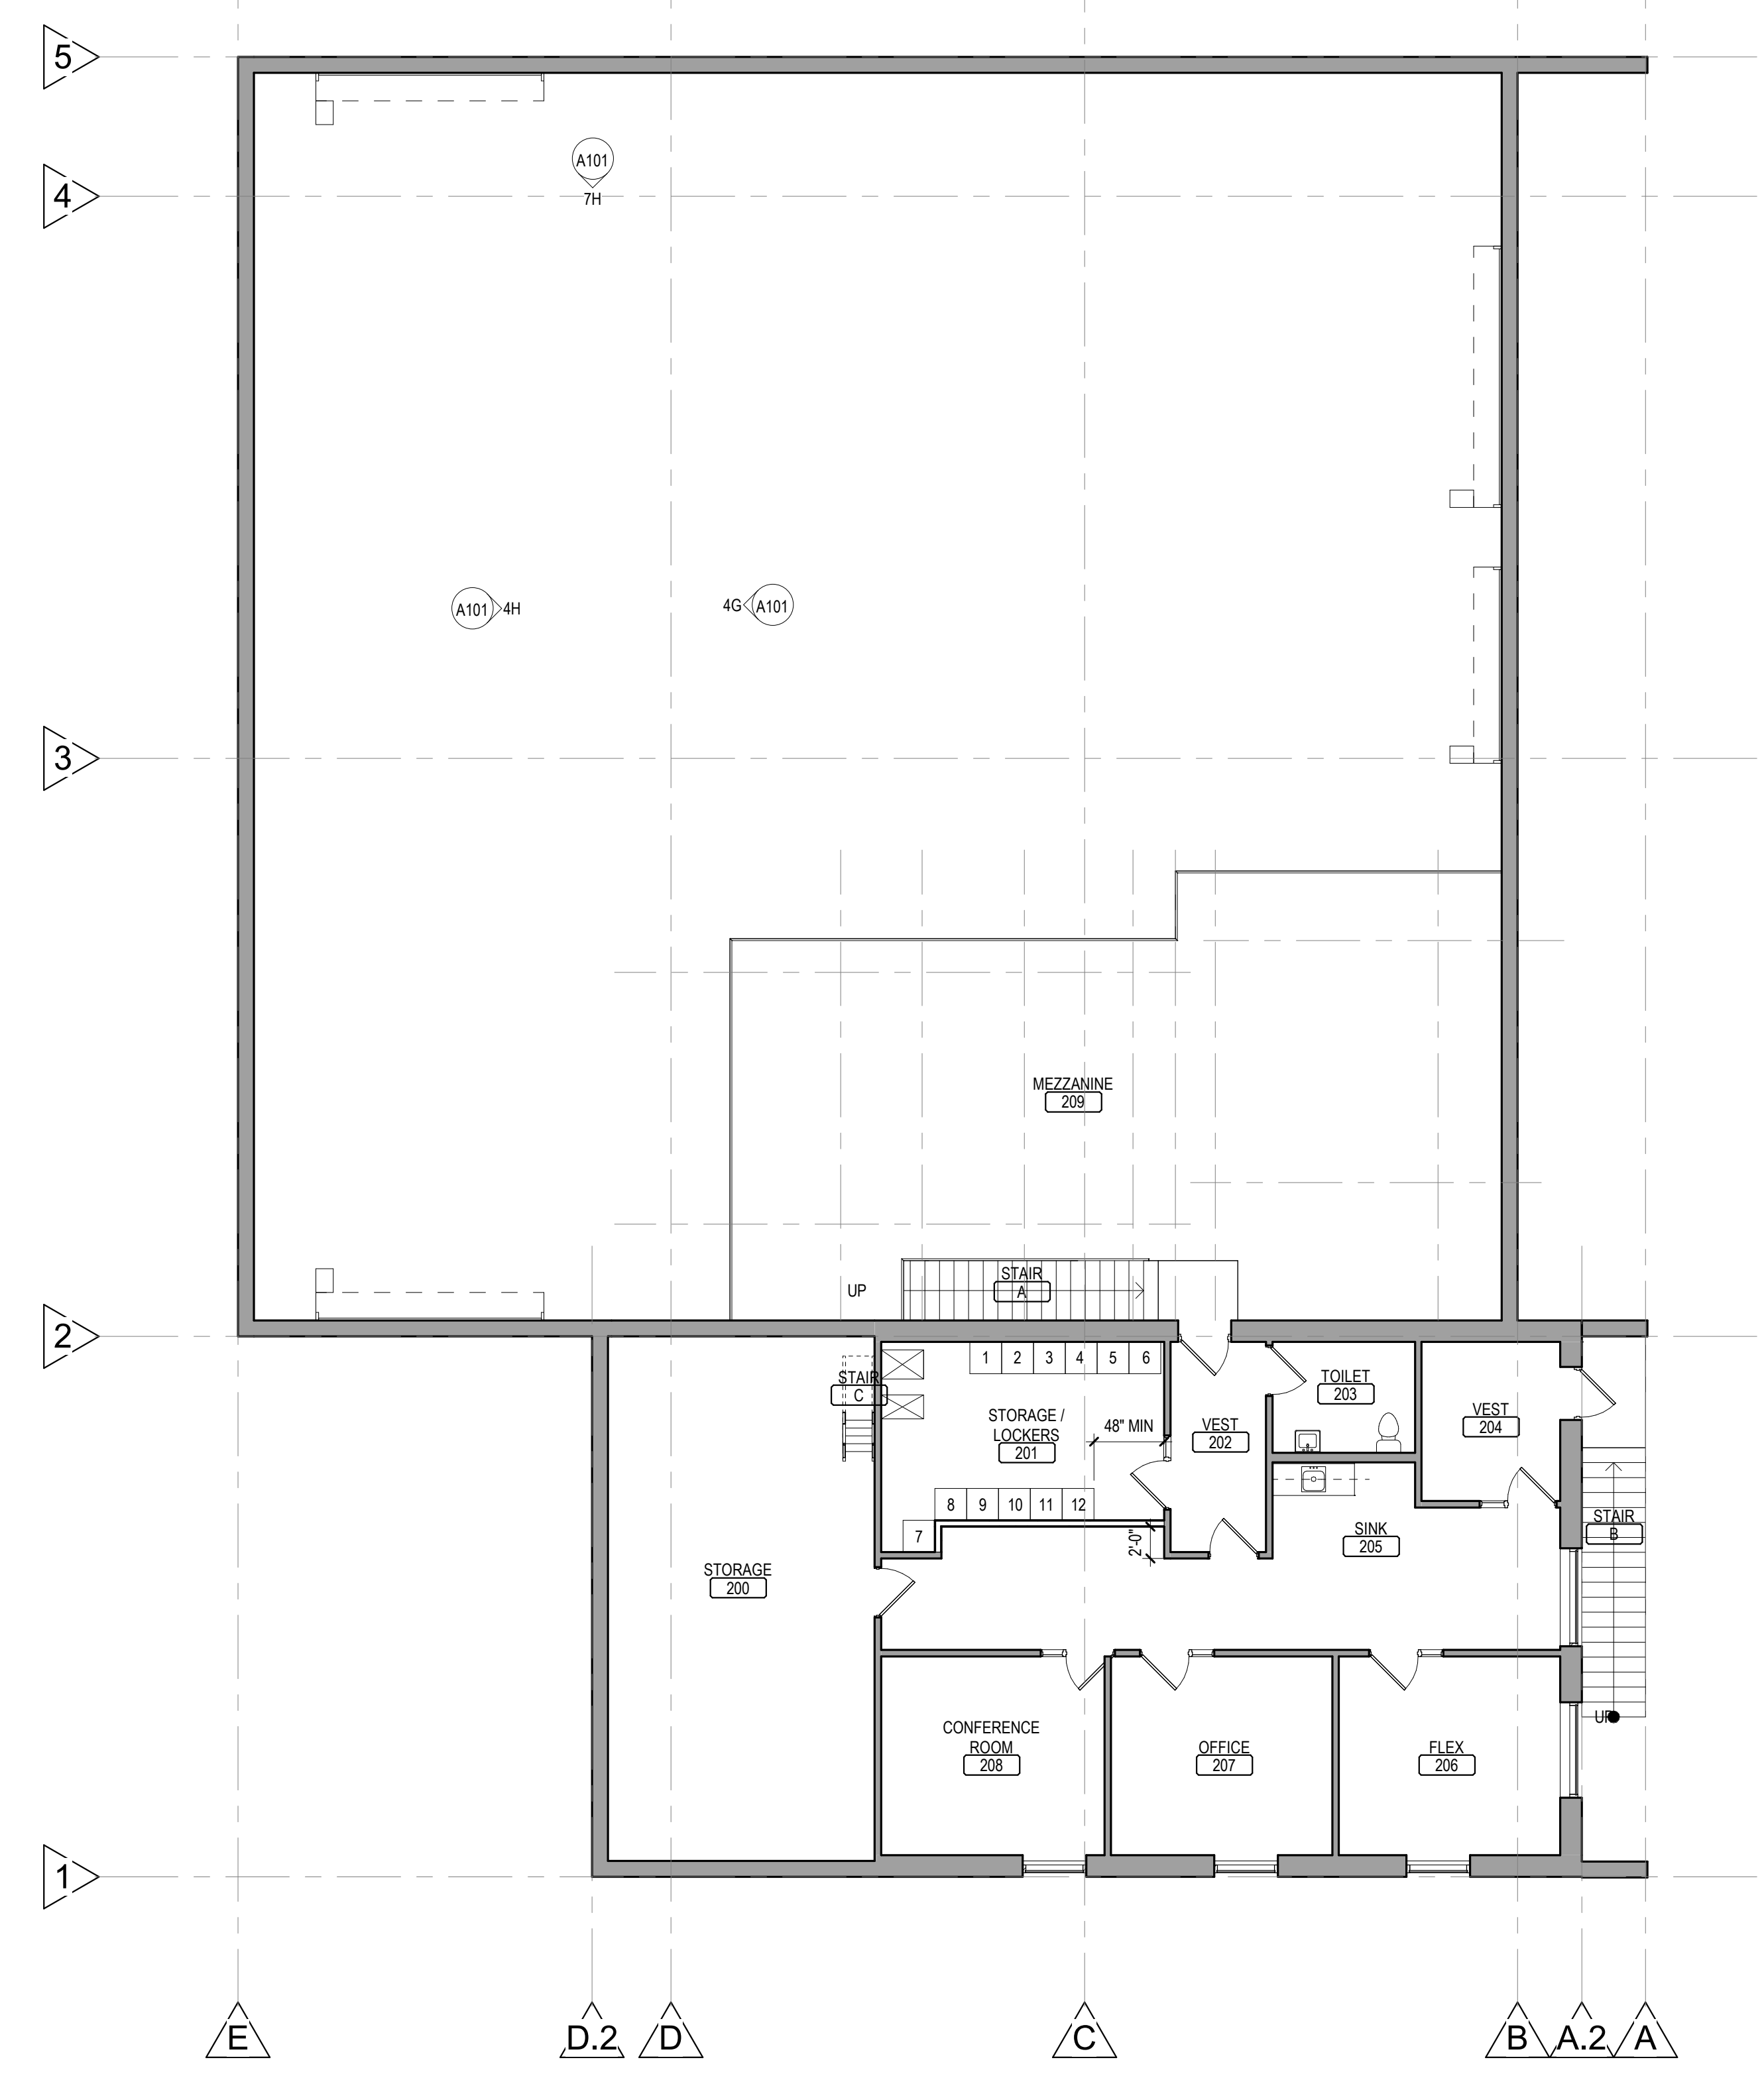 5
A101
7H
4
A101 4H
4G A101
3
MEZZANINE
209
STAIR
A
UP
2
1 2 3 4 5 6
STAIR
C
TOILET
203
STORAGE /
LOCKERS
201
48" MIN
VEST
202
VEST
204
8 9 10 11 12
7
2'-0"
SINK
205
STAIR
B
STORAGE
200
UP
CONFERENCE
ROOM
208
OFFICE
207
FLEX
206
1
E D.2 D C B A.2 A